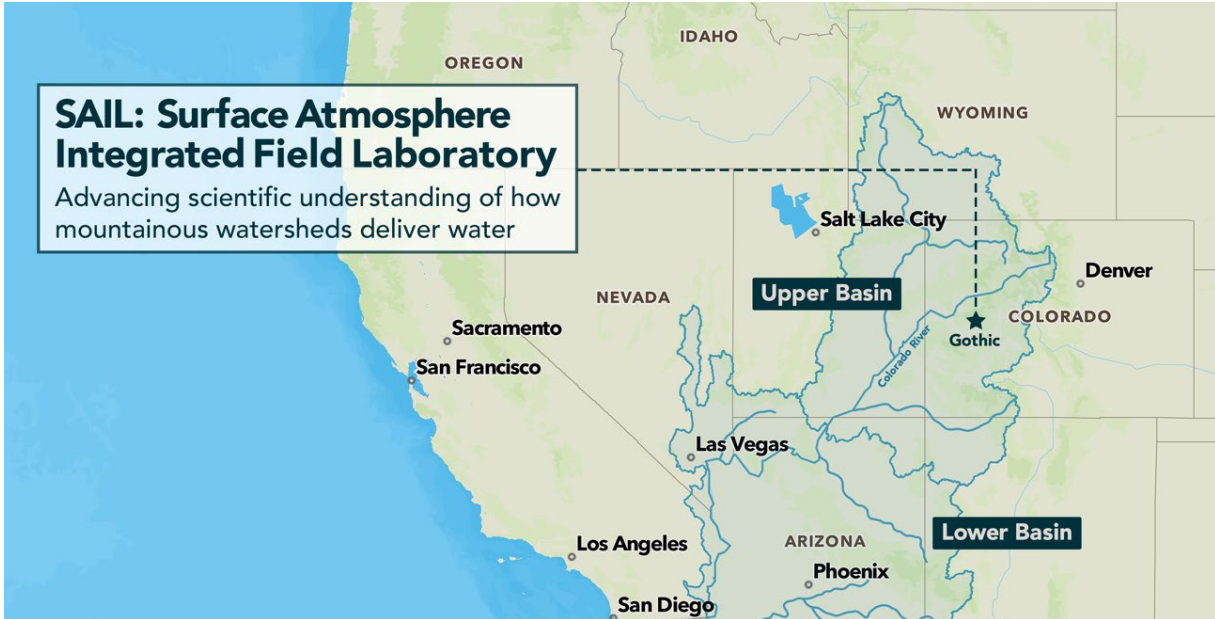 IDAHO
OREGON
SAIL: Surface Atmosphere
Integrated Field Laboratory
Advancing scientific understanding of how
mountainous watersheds deliver water
WYOMING
Salt Lake City
Denver
Upper Basin
NEVADA
COLORADO
Sacramento
Gothic
Colorado River
San Francisco
Las Vegas
Lower Basin
ARIZONA
Los Angeles
Phoenix
San Diego